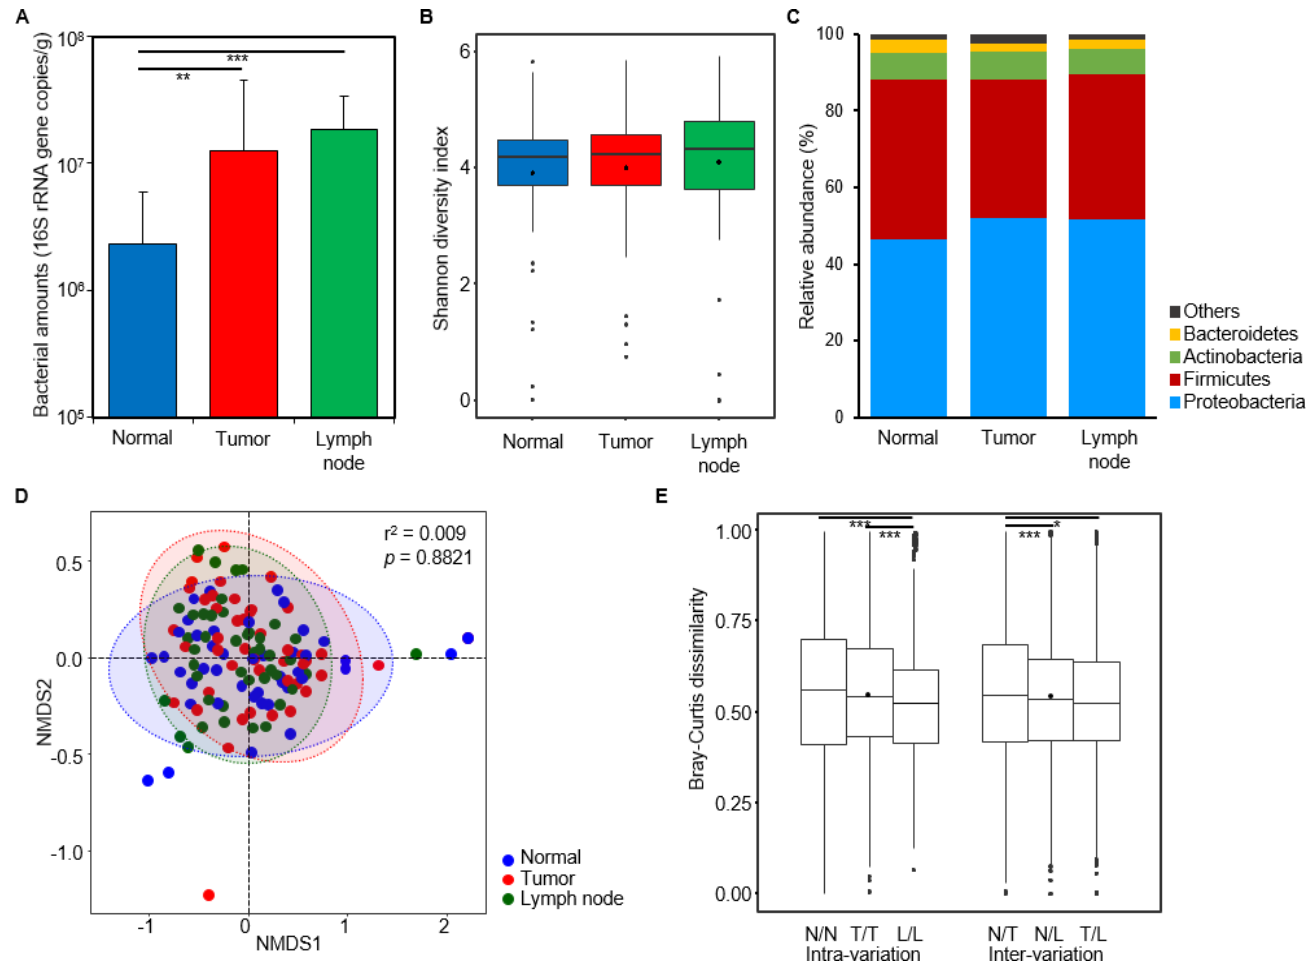 A
Bacterial amounts (16S rRNA gene copies/g)
10⁸
10⁷
10⁶
10⁵
***
**
Normal
Tumor
Lymph
node
B
Shannon diversity index
6
4
2
0
Normal
Tumor
Lymph
node
C
Relative abundance (%)
100
80
60
40
20
0
Normal
Tumor
Lymph
node
Others
Bacteroidetes
Actinobacteria
Firmicutes
Proteobacteria
D
r² = 0.009
p = 0.8821
NMDS2
0.5
0.0
-0.5
-1.0
-1
0
1
2
NMDS1
Normal
Tumor
Lymph node
E
Bray-Curtis dissimilarity
1.00
0.75
0.50
0.25
0.00
***
***
*
***
N/N T/T L/L
Intra-variation
N/T N/L T/L
Inter-variation